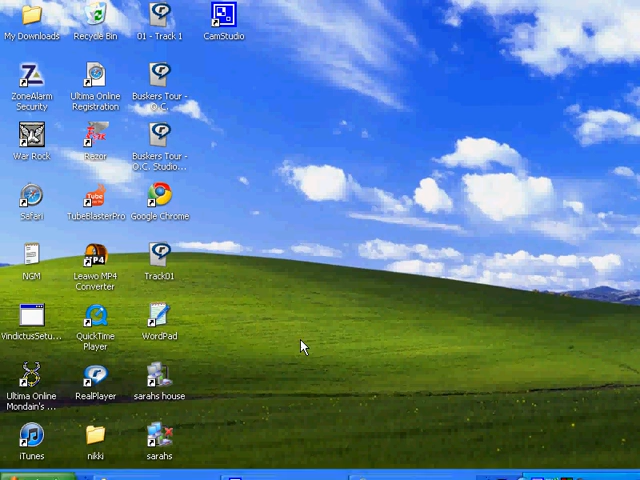 My Downloads
Recycle Bin
01 - Track 1
CamStudio
ZoneAlarm
Security
Ultima Online
Registration
Buskers Tour -
O.C.
War Rock
Razor
Buskers Tour -
O.C. Studio...
Safari
TubeBlasterPro
Google Chrome
NGM
Leawo MP4
Converter
Track01
VindictusSetu...
QuickTime
Player
WordPad
Ultima Online
Mondain's ...
RealPlayer
sarahs house
iTunes
nikki
sarahs